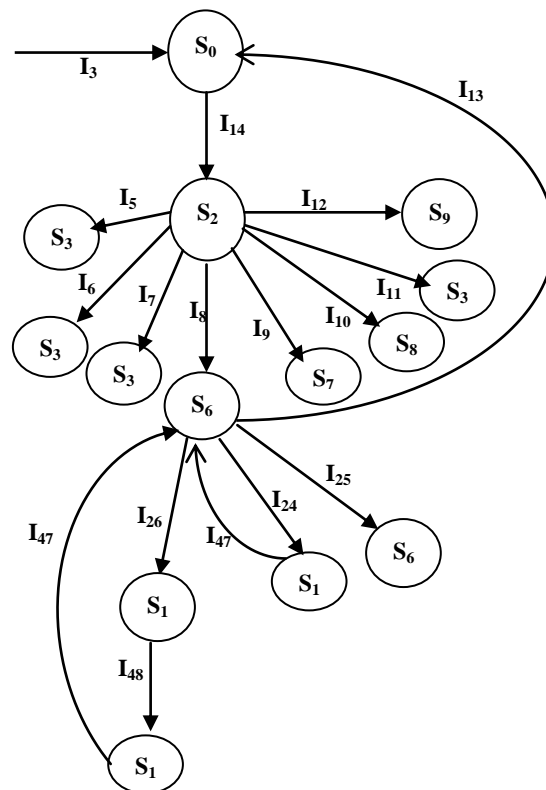 S₀
I₃
I₁₃
I₁₄
I₅
S₂
I₁₂
S₉
S₃
I₆
I₇
I₈
I₉
I₁₀
I₁₁
S₃
S₃
S₃
S₇
S₈
S₆
I₂₅
I₂₆
I₂₄
I₄₇
I₄₇
S₆
S₁
S₁
I₄₈
S₁